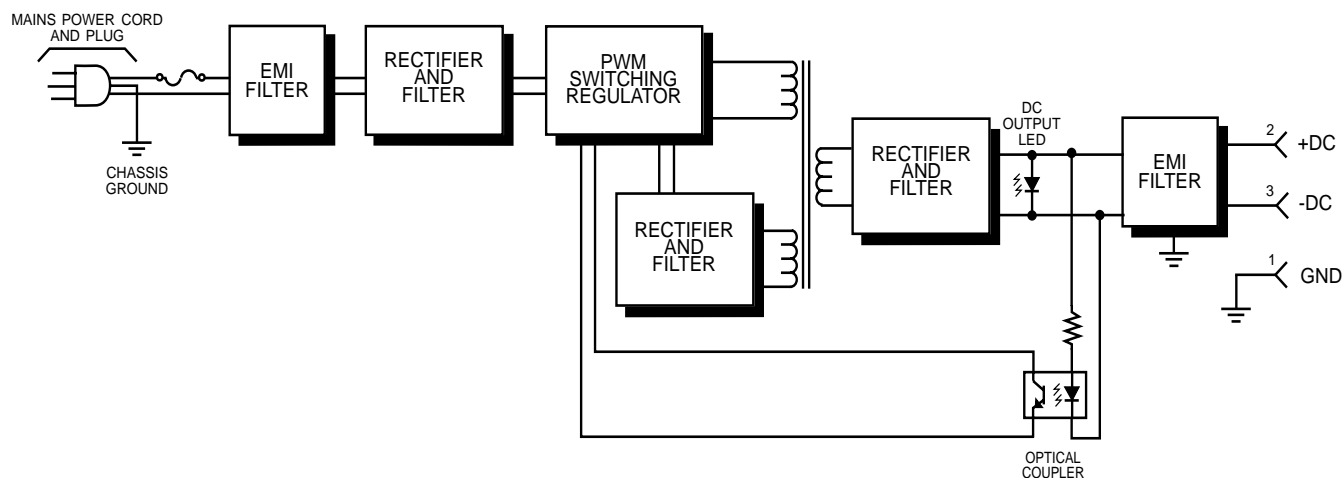 MAINS POWER CORD
AND PLUG
CHASSIS
GROUND
EMI
FILTER
RECTIFIER
AND
FILTER
PWM
SWITCHING
REGULATOR
RECTIFIER
AND
FILTER
RECTIFIER
AND
FILTER
DC
OUTPUT
LED
EMI
FILTER
2
+DC
3
-DC
1
GND
OPTICAL
COUPLER